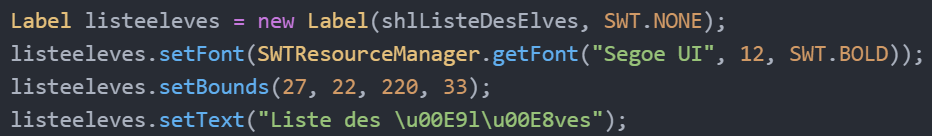 Label listeeleves = new Label(shlListeDesElves, SWT.NONE);
listeeleves.setFont(SWTResourceManager.getFont("Segoe UI", 12, SWT.BOLD));
listeeleves.setBounds(27, 22, 220, 33);
listeeleves.setText("Liste des \u00E9l\u00E8ves");